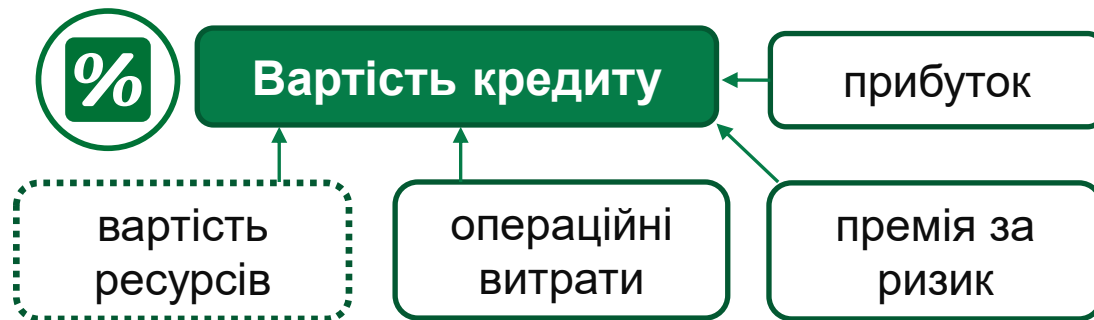 %
Вартість кредиту
прибуток
вартість
ресурсів
операційні
витрати
премія за
ризик